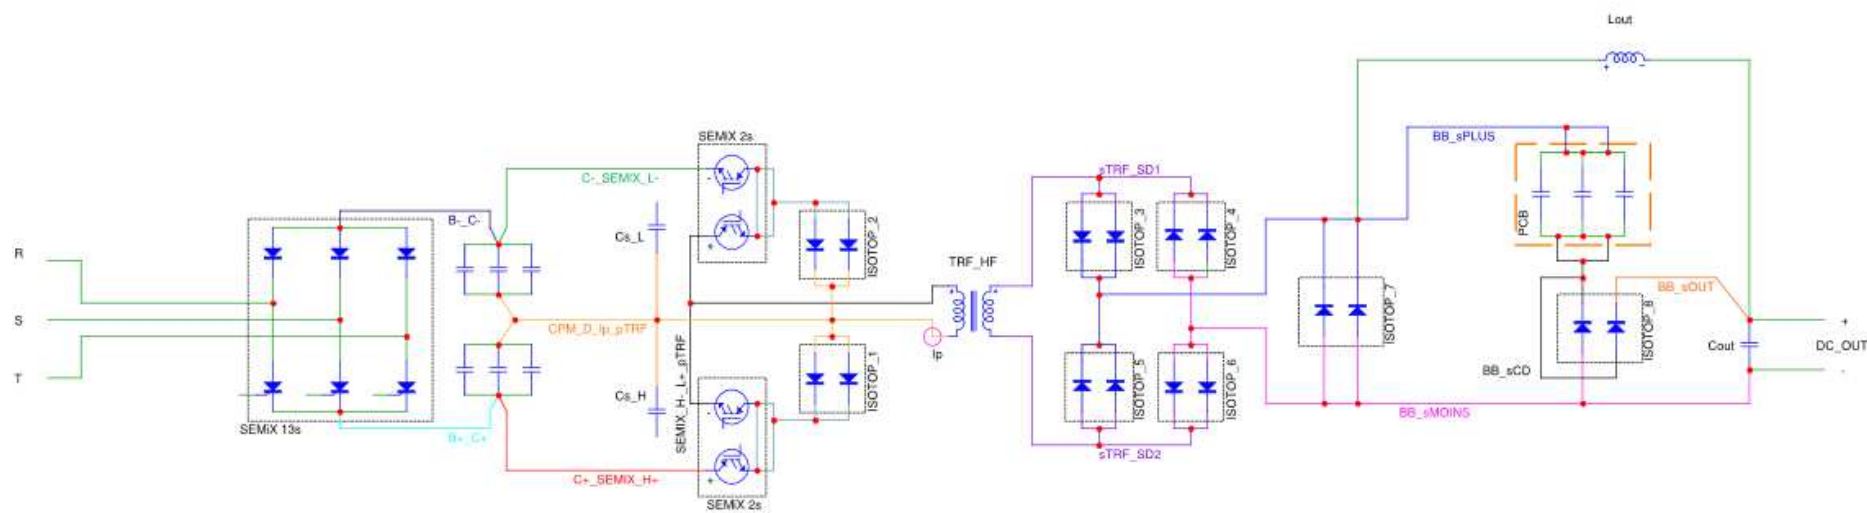 Lout
SEMiX 2s
BB_sPLUS
C-_SEMIX_L-
sTRF_SD1
B-_C-
ISOTOP_2
ISOTOP_3
ISOTOP_4
PCB
Cs_L
R
TRF_HF
ISOTOP_7
BB_sOUT
ISOTOP_8
S
CPM_D_Ip_pTRF
Ip
Cout
DC_OUT
+
-
T
SEMIX_H-_L+_pTRF
ISOTOP_1
ISOTOP_5
ISOTOP_6
BB_sCD
Cs_H
BB_sMOINS
SEMiX 13s
B+_C+
sTRF_SD2
C+_SEMIX_H+
SEMiX 2s